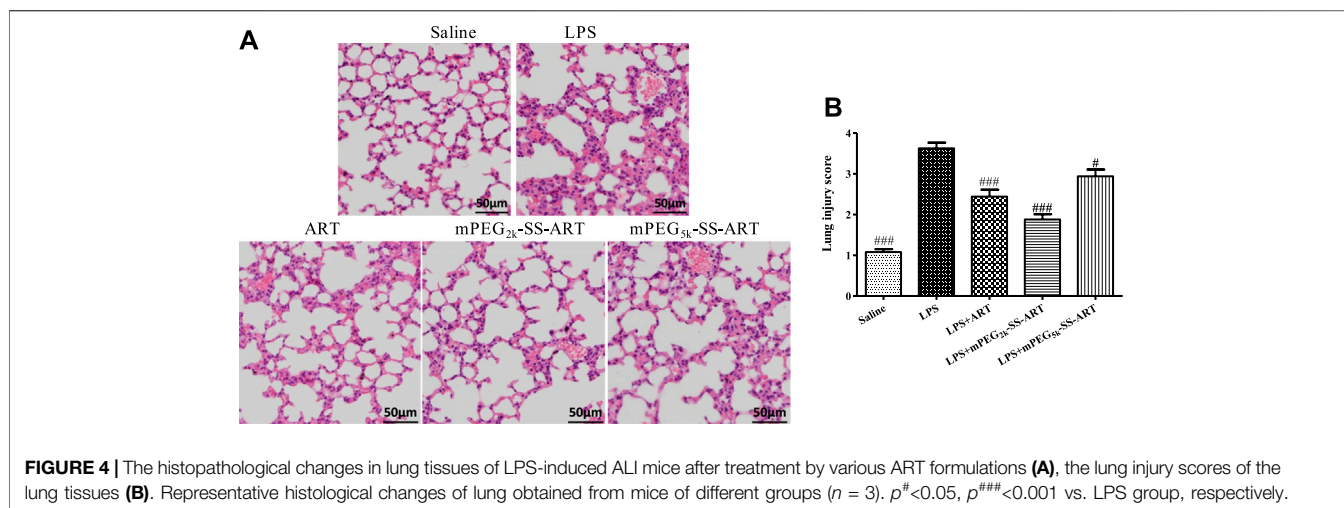 A
Saline LPS
50μm 50μm
ART mPEG2k-SS-ART mPEG5k-SS-ART
50μm 50μm 50μm
B
Lung injury score
4
3
2
1
0
###
###
###
#
Saline
LPS
LPS+ART
LPS+mPEG2k-SS-ART
LPS+mPEG5k-SS-ART
FIGURE 4 | The histopathological changes in lung tissues of LPS-induced ALI mice after treatment by various ART formulations (A), the lung injury scores of the
lung tissues (B). Representative histological changes of lung obtained from mice of different groups (n = 3). p#<0.05, p###<0.001 vs. LPS group, respectively.